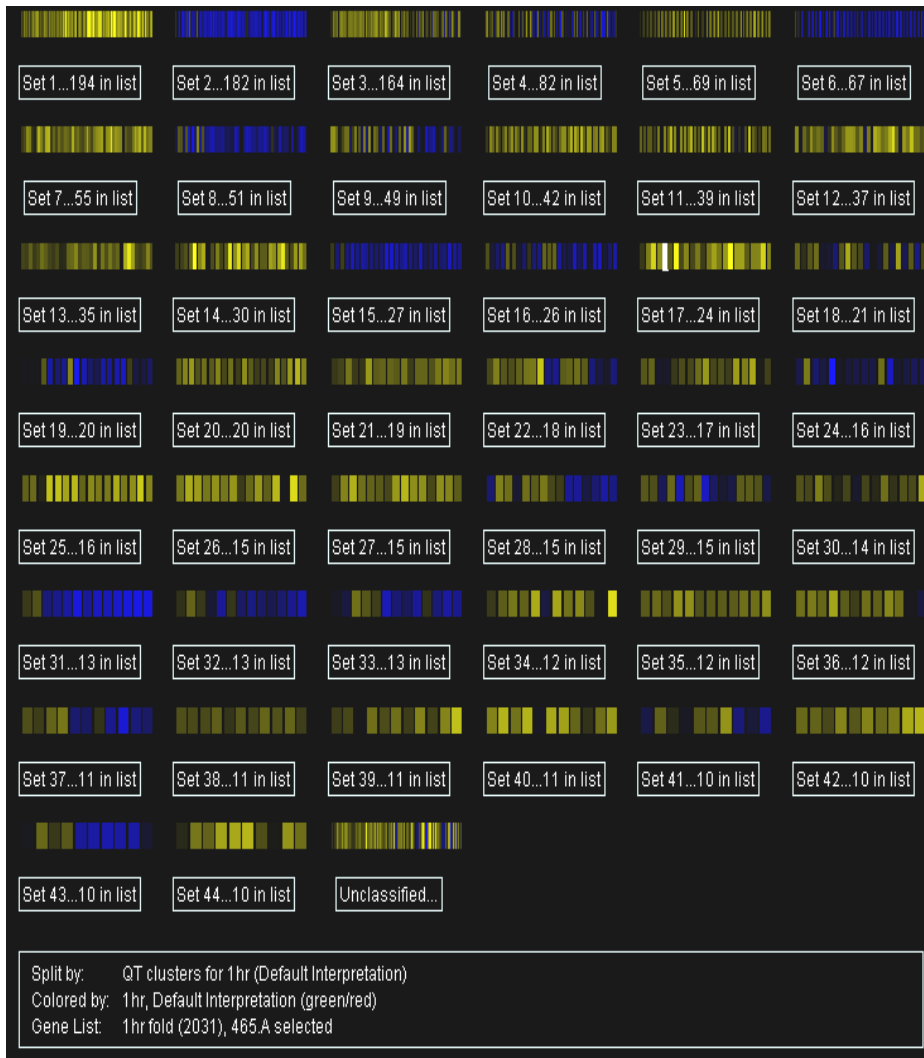 Set 1...194 in list
Set 2...182 in list
Set 3...164 in list
Set 4...82 in list
Set 5...69 in list
Set 6...67 in list
Set 7...55 in list
Set 8...51 in list
Set 9...49 in list
Set 10...42 in list
Set 11...39 in list
Set 12...37 in list
Set 13...35 in list
Set 14...30 in list
Set 15...27 in list
Set 16...26 in list
Set 17...24 in list
Set 18...21 in list
Set 19...20 in list
Set 20...20 in list
Set 21...19 in list
Set 22...18 in list
Set 23...17 in list
Set 24...16 in list
Set 25...16 in list
Set 26...15 in list
Set 27...15 in list
Set 28...15 in list
Set 29...15 in list
Set 30...14 in list
Set 31...13 in list
Set 32...13 in list
Set 33...13 in list
Set 34...12 in list
Set 35...12 in list
Set 36...12 in list
Set 37...11 in list
Set 38...11 in list
Set 39...11 in list
Set 40...11 in list
Set 41...10 in list
Set 42...10 in list
Set 43...10 in list
Set 44...10 in list
Unclassified...
Split by: QT clusters for 1hr (Default Interpretation)
Colored by: 1hr, Default Interpretation (green/red)
Gene List: 1hr fold (2031), 465.A selected